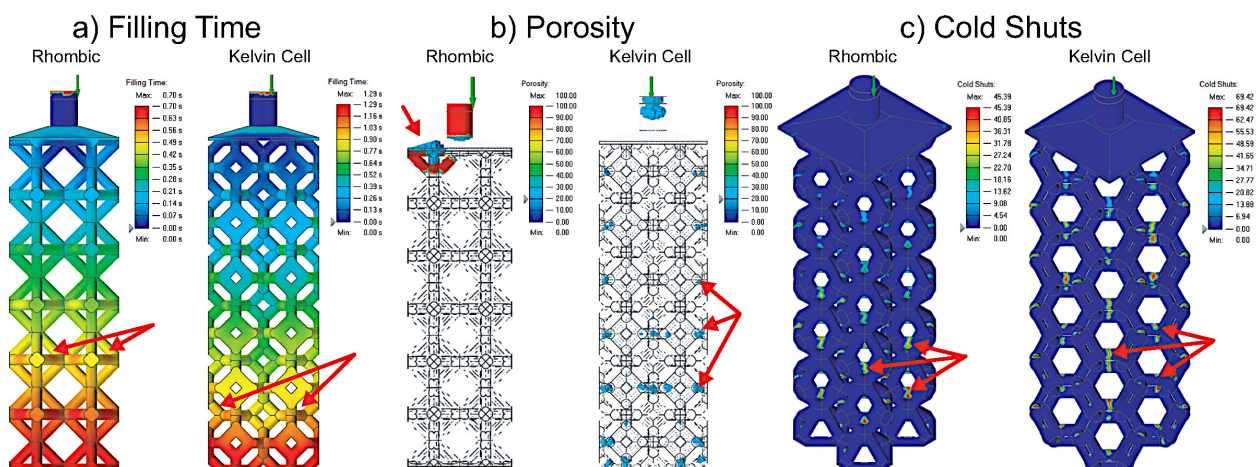 a) Filling Time
Rhombic
Kelvin Cell
Filling Time:
Max: 0.70 s
0.70 s
0.63 s
0.56 s
0.49 s
0.42 s
0.35 s
0.28 s
0.21 s
0.14 s
0.07 s
0.00 s
Min: 0.00 s
Filling Time:
Max: 1.29 s
1.29 s
1.16 s
1.03 s
0.90 s
0.77 s
0.64 s
0.52 s
0.39 s
0.26 s
0.13 s
0.00 s
Min: 0.00 s
b) Porosity
Rhombic
Kelvin Cell
Porosity:
Max: 100.00
100.00
90.00
80.00
70.00
60.00
50.00
40.00
30.00
20.00
10.00
0.00
Min: 0.00
Porosity:
Max: 100.00
100.00
90.00
80.00
70.00
60.00
50.00
40.00
30.00
20.00
10.00
0.00
Min: 0.00
c) Cold Shuts
Rhombic
Kelvin Cell
Cold Shuts:
Max: 45.39
45.39
40.85
36.31
31.78
27.24
22.70
18.16
13.62
9.08
4.54
0.00
Min: 0.00
Cold Shuts:
Max: 69.42
69.42
62.47
55.53
48.59
41.65
34.71
27.77
20.82
13.88
6.94
0.00
Min: 0.00